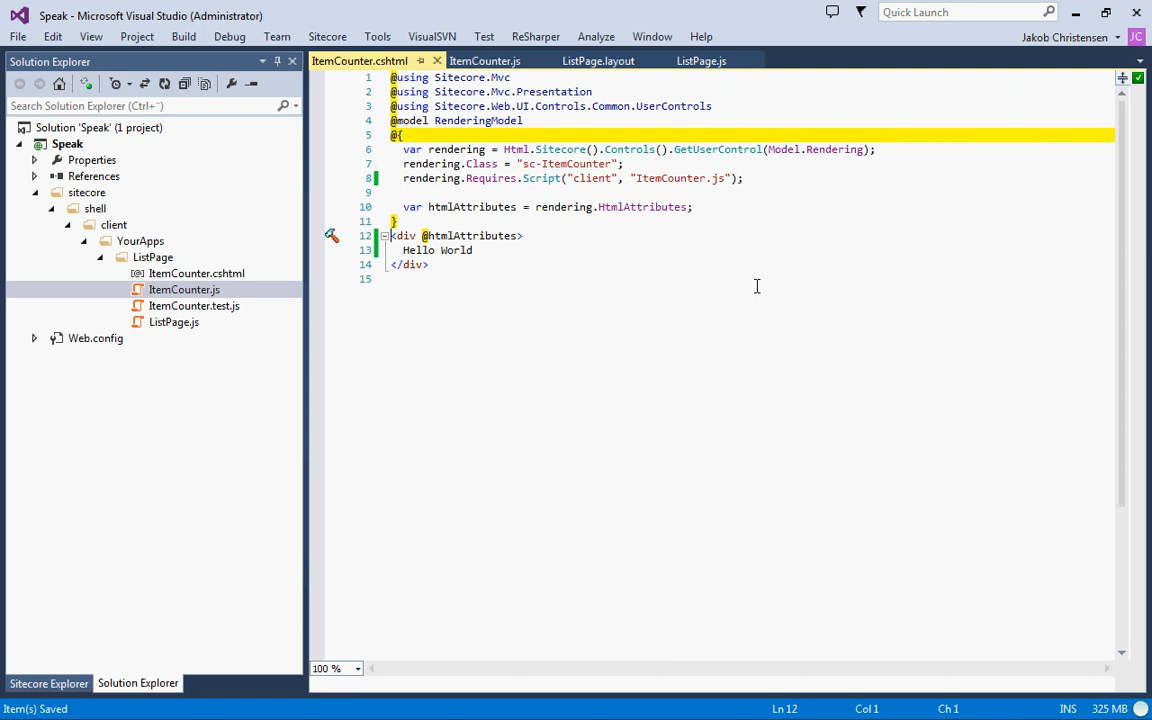 Speak - Microsoft Visual Studio (Administrator)
Quick Launch
File Edit View Project Build Debug Team Sitecore Tools VisualSVN Test ReSharper Analyze Window Help
Jakob Christensen JC
Solution Explorer
ItemCounter.cshtml ItemCounter.js ListPage.layout ListPage.js
Search Solution Explorer (Ctrl+¨)
Solution 'Speak' (1 project)
Speak
Properties
References
sitecore
shell
client
YourApps
ListPage
ItemCounter.cshtml
ItemCounter.js
ItemCounter.test.js
ListPage.js
Web.config
1 @using Sitecore.Mvc
2 @using Sitecore.Mvc.Presentation
3 @using Sitecore.Web.UI.Controls.Common.UserControls
4 @model RenderingModel
5 @{
6 var rendering = Html.Sitecore().Controls().GetUserControl(Model.Rendering);
7 rendering.Class = "sc-ItemCounter";
8 rendering.Requires.Script("client", "ItemCounter.js");
9
10 var htmlAttributes = rendering.HtmlAttributes;
11 }
12 <div @htmlAttributes>
13 Hello World
14 </div>
15
100 %
Sitecore Explorer Solution Explorer
Item(s) Saved Ln 12 Col 1 Ch 1 INS 325 MB